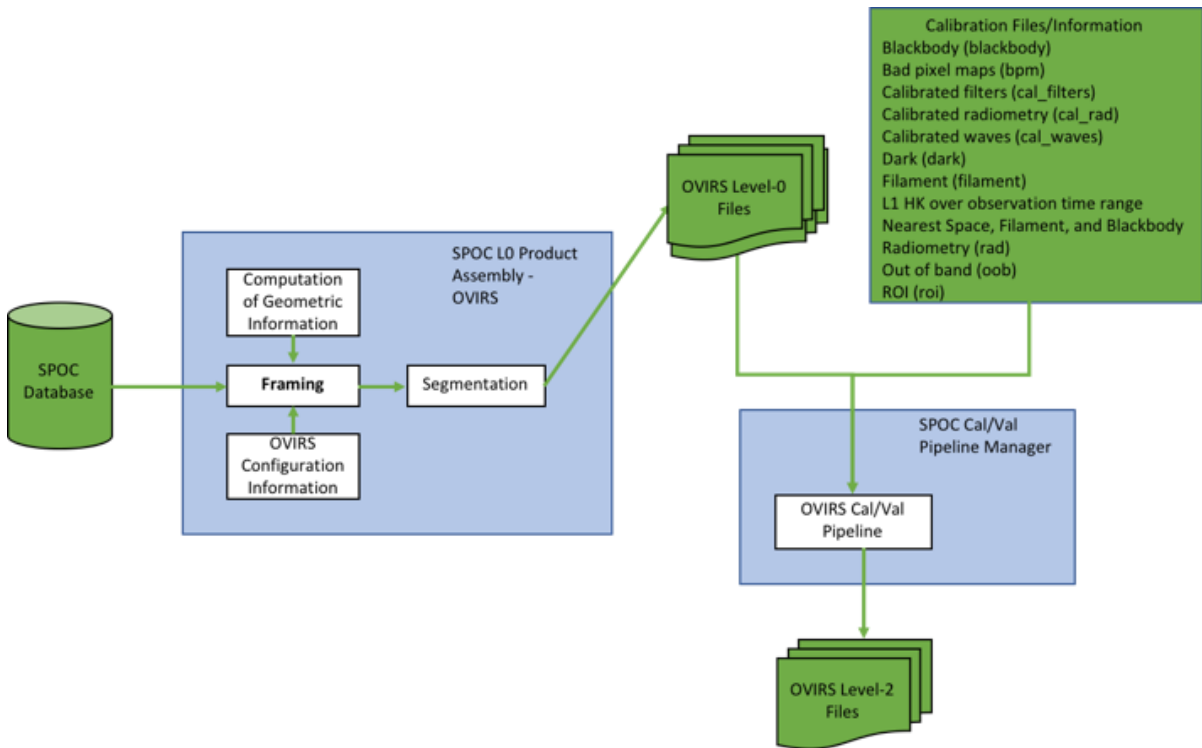 Calibration Files/Information
Blackbody (blackbody)
Bad pixel maps (bpm)
Calibrated filters (cal_filters)
Calibrated radiometry (cal_rad)
Calibrated waves (cal_waves)
Dark (dark)
Filament (filament)
L1 HK over observation time range
Nearest Space, Filament, and Blackbody
Radiometry (rad)
Out of band (oob)
ROI (roi)
OVIRS Level-0
Files
SPOC L0 Product
Assembly -
OVIRS
Computation
of Geometric
Information
SPOC
Database
Framing
Segmentation
OVIRS
Configuration
Information
SPOC Cal/Val
Pipeline Manager
OVIRS Cal/Val
Pipeline
OVIRS Level-2
Files